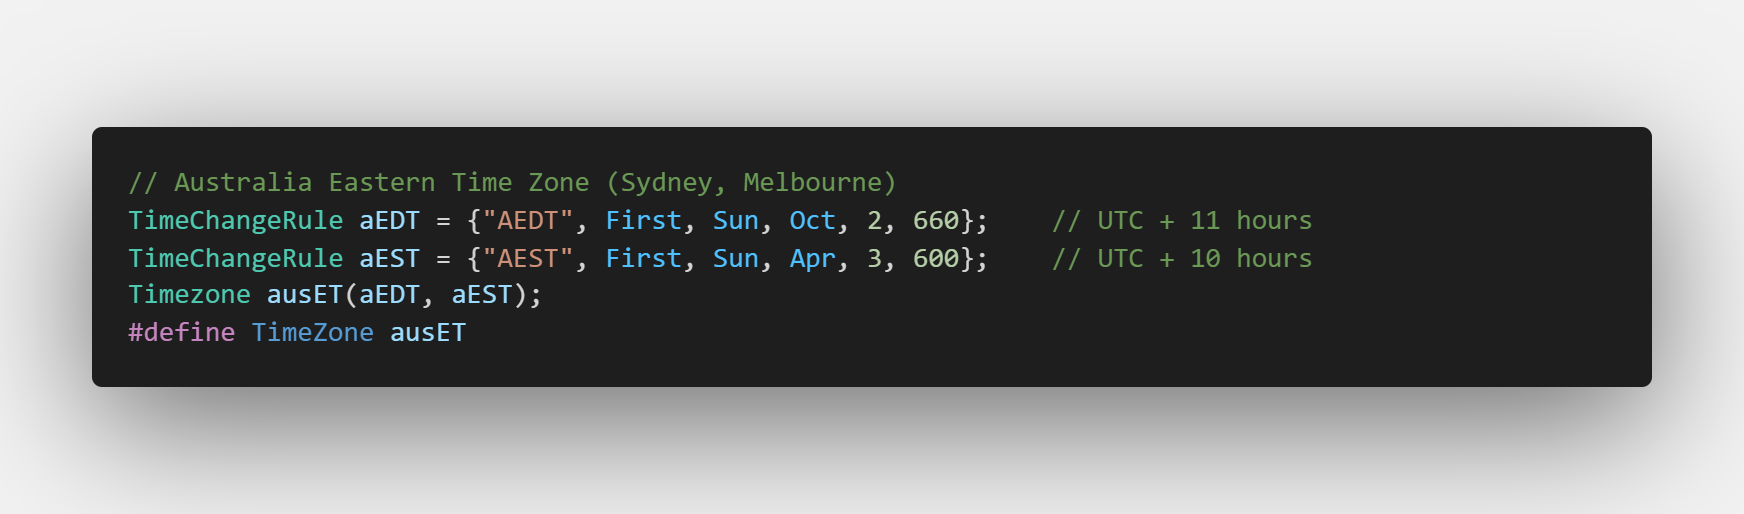 // Australia Eastern Time Zone (Sydney, Melbourne)
TimeChangeRule aEDT = {"AEDT", First, Sun, Oct, 2, 660};    // UTC + 11 hours
TimeChangeRule aEST = {"AEST", First, Sun, Apr, 3, 600};    // UTC + 10 hours
Timezone ausET(aEDT, aEST);
#define TimeZone ausET